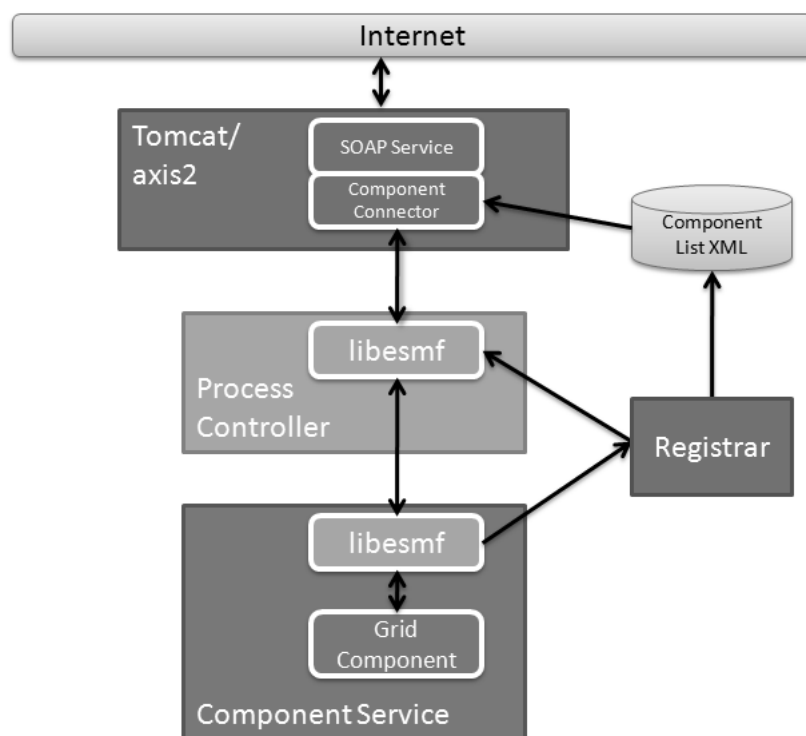 Internet
Tomcat/
axis2
SOAP Service
Component
Connector
Component
List XML
libesmf
Process
Controller
Registrar
libesmf
Grid
Component
Component Service